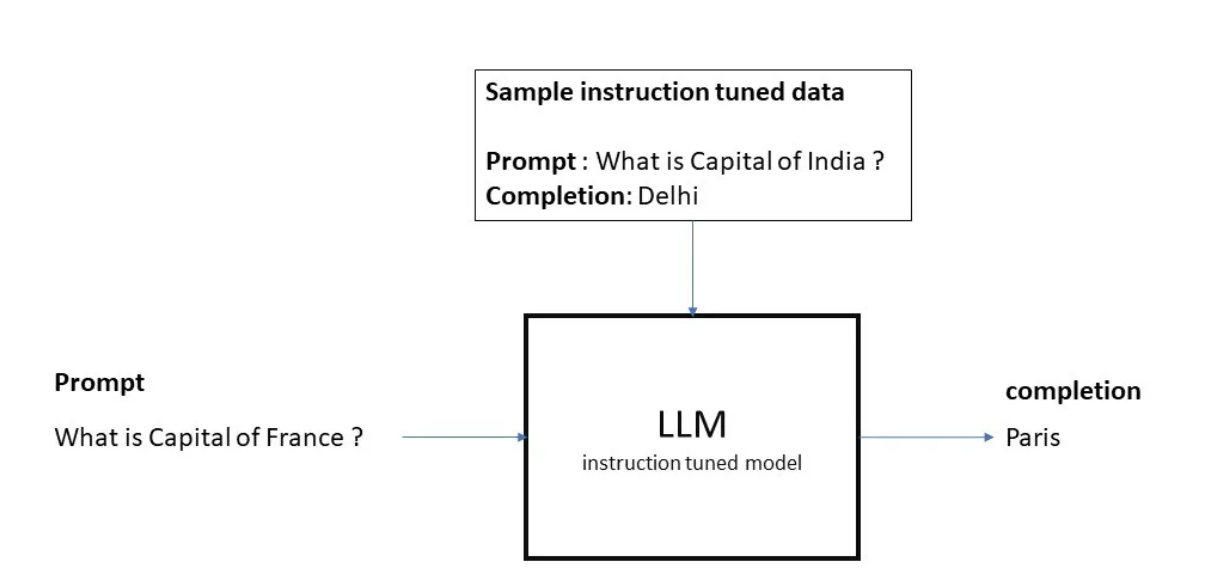 Sample instruction tuned data
Prompt : What is Capital of India ?
Completion: Delhi
Prompt
What is Capital of France ?
LLM
instruction tuned model
completion
Paris